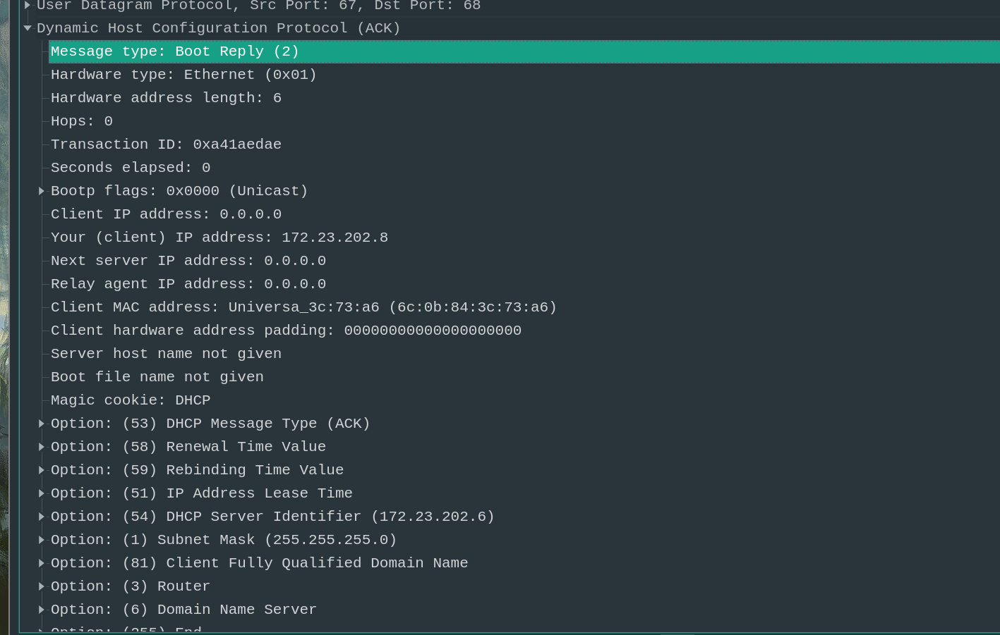 User Datagram Protocol, Src Port: 67, Dst Port: 68
Dynamic Host Configuration Protocol (ACK)
Message type: Boot Reply (2)
Hardware type: Ethernet (0x01)
Hardware address length: 6
Hops: 0
Transaction ID: 0xa41aedae
Seconds elapsed: 0
Bootp flags: 0x0000 (Unicast)
Client IP address: 0.0.0.0
Your (client) IP address: 172.23.202.8
Next server IP address: 0.0.0.0
Relay agent IP address: 0.0.0.0
Client MAC address: Universa_3c:73:a6 (6c:0b:84:3c:73:a6)
Client hardware address padding: 00000000000000000000
Server host name not given
Boot file name not given
Magic cookie: DHCP
Option: (53) DHCP Message Type (ACK)
Option: (58) Renewal Time Value
Option: (59) Rebinding Time Value
Option: (51) IP Address Lease Time
Option: (54) DHCP Server Identifier (172.23.202.6)
Option: (1) Subnet Mask (255.255.255.0)
Option: (81) Client Fully Qualified Domain Name
Option: (3) Router
Option: (6) Domain Name Server
Option: (255) End